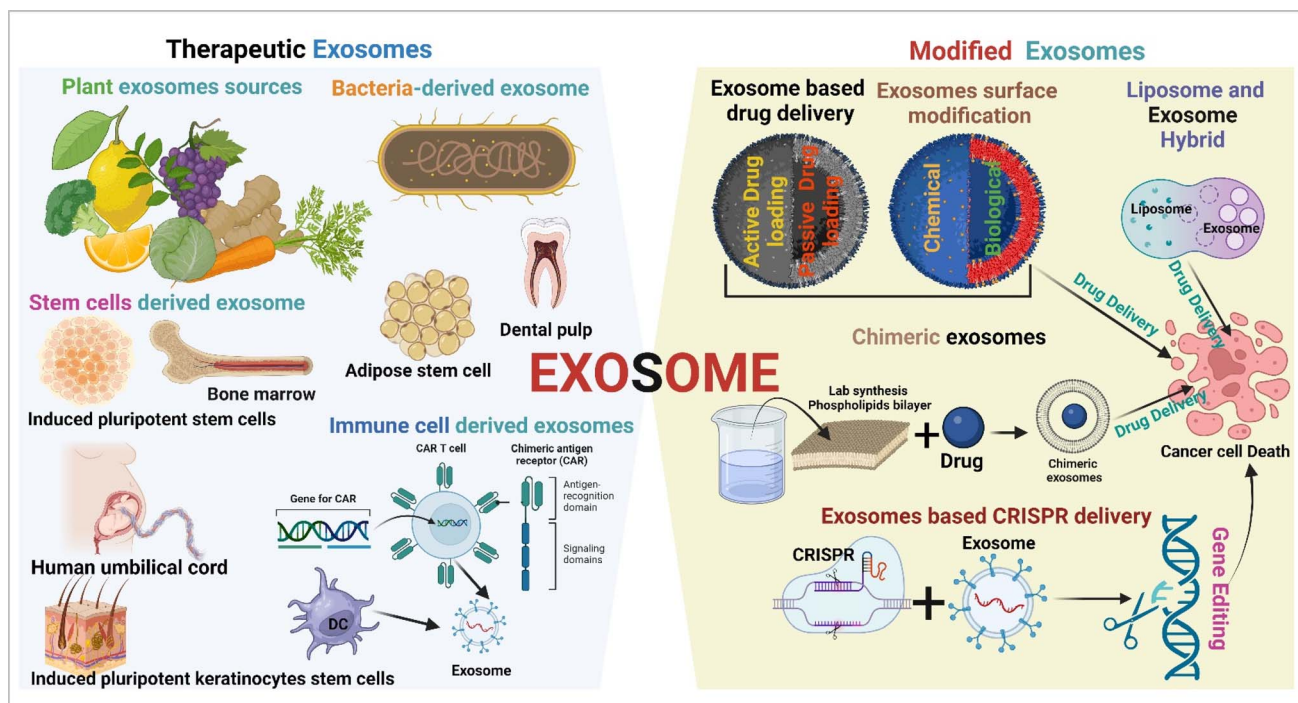 Therapeutic Exosomes
Plant exosomes sources
Bacteria-derived exosome
Stem cells derived exosome
Induced pluripotent stem cells
Bone marrow
Adipose stem cell
Dental pulp
Human umbilical cord
Induced pluripotent keratinocytes stem cells
Immune cell derived exosomes
CAR T cell
Chimeric antigen
receptor (CAR)
Gene for CAR
Antigen-
recognition
domain
Signaling
domains
DC
Exosome
EXOSOME
Modified Exosomes
Exosome based
drug delivery
Active Drug
loading
Passive Drug
loading
Exosomes surface
modification
Chemical
Biological
Liposome and
Exosome
Hybrid
Liposome
Exosome
Drug Delivery
Drug Delivery
Chimeric exosomes
Lab synthesis
Phospholipids bilayer
Drug
Chimeric
exosomes
Drug Delivery
Cancer cell Death
Exosomes based CRISPR delivery
CRISPR
Exosome
Gene Editing